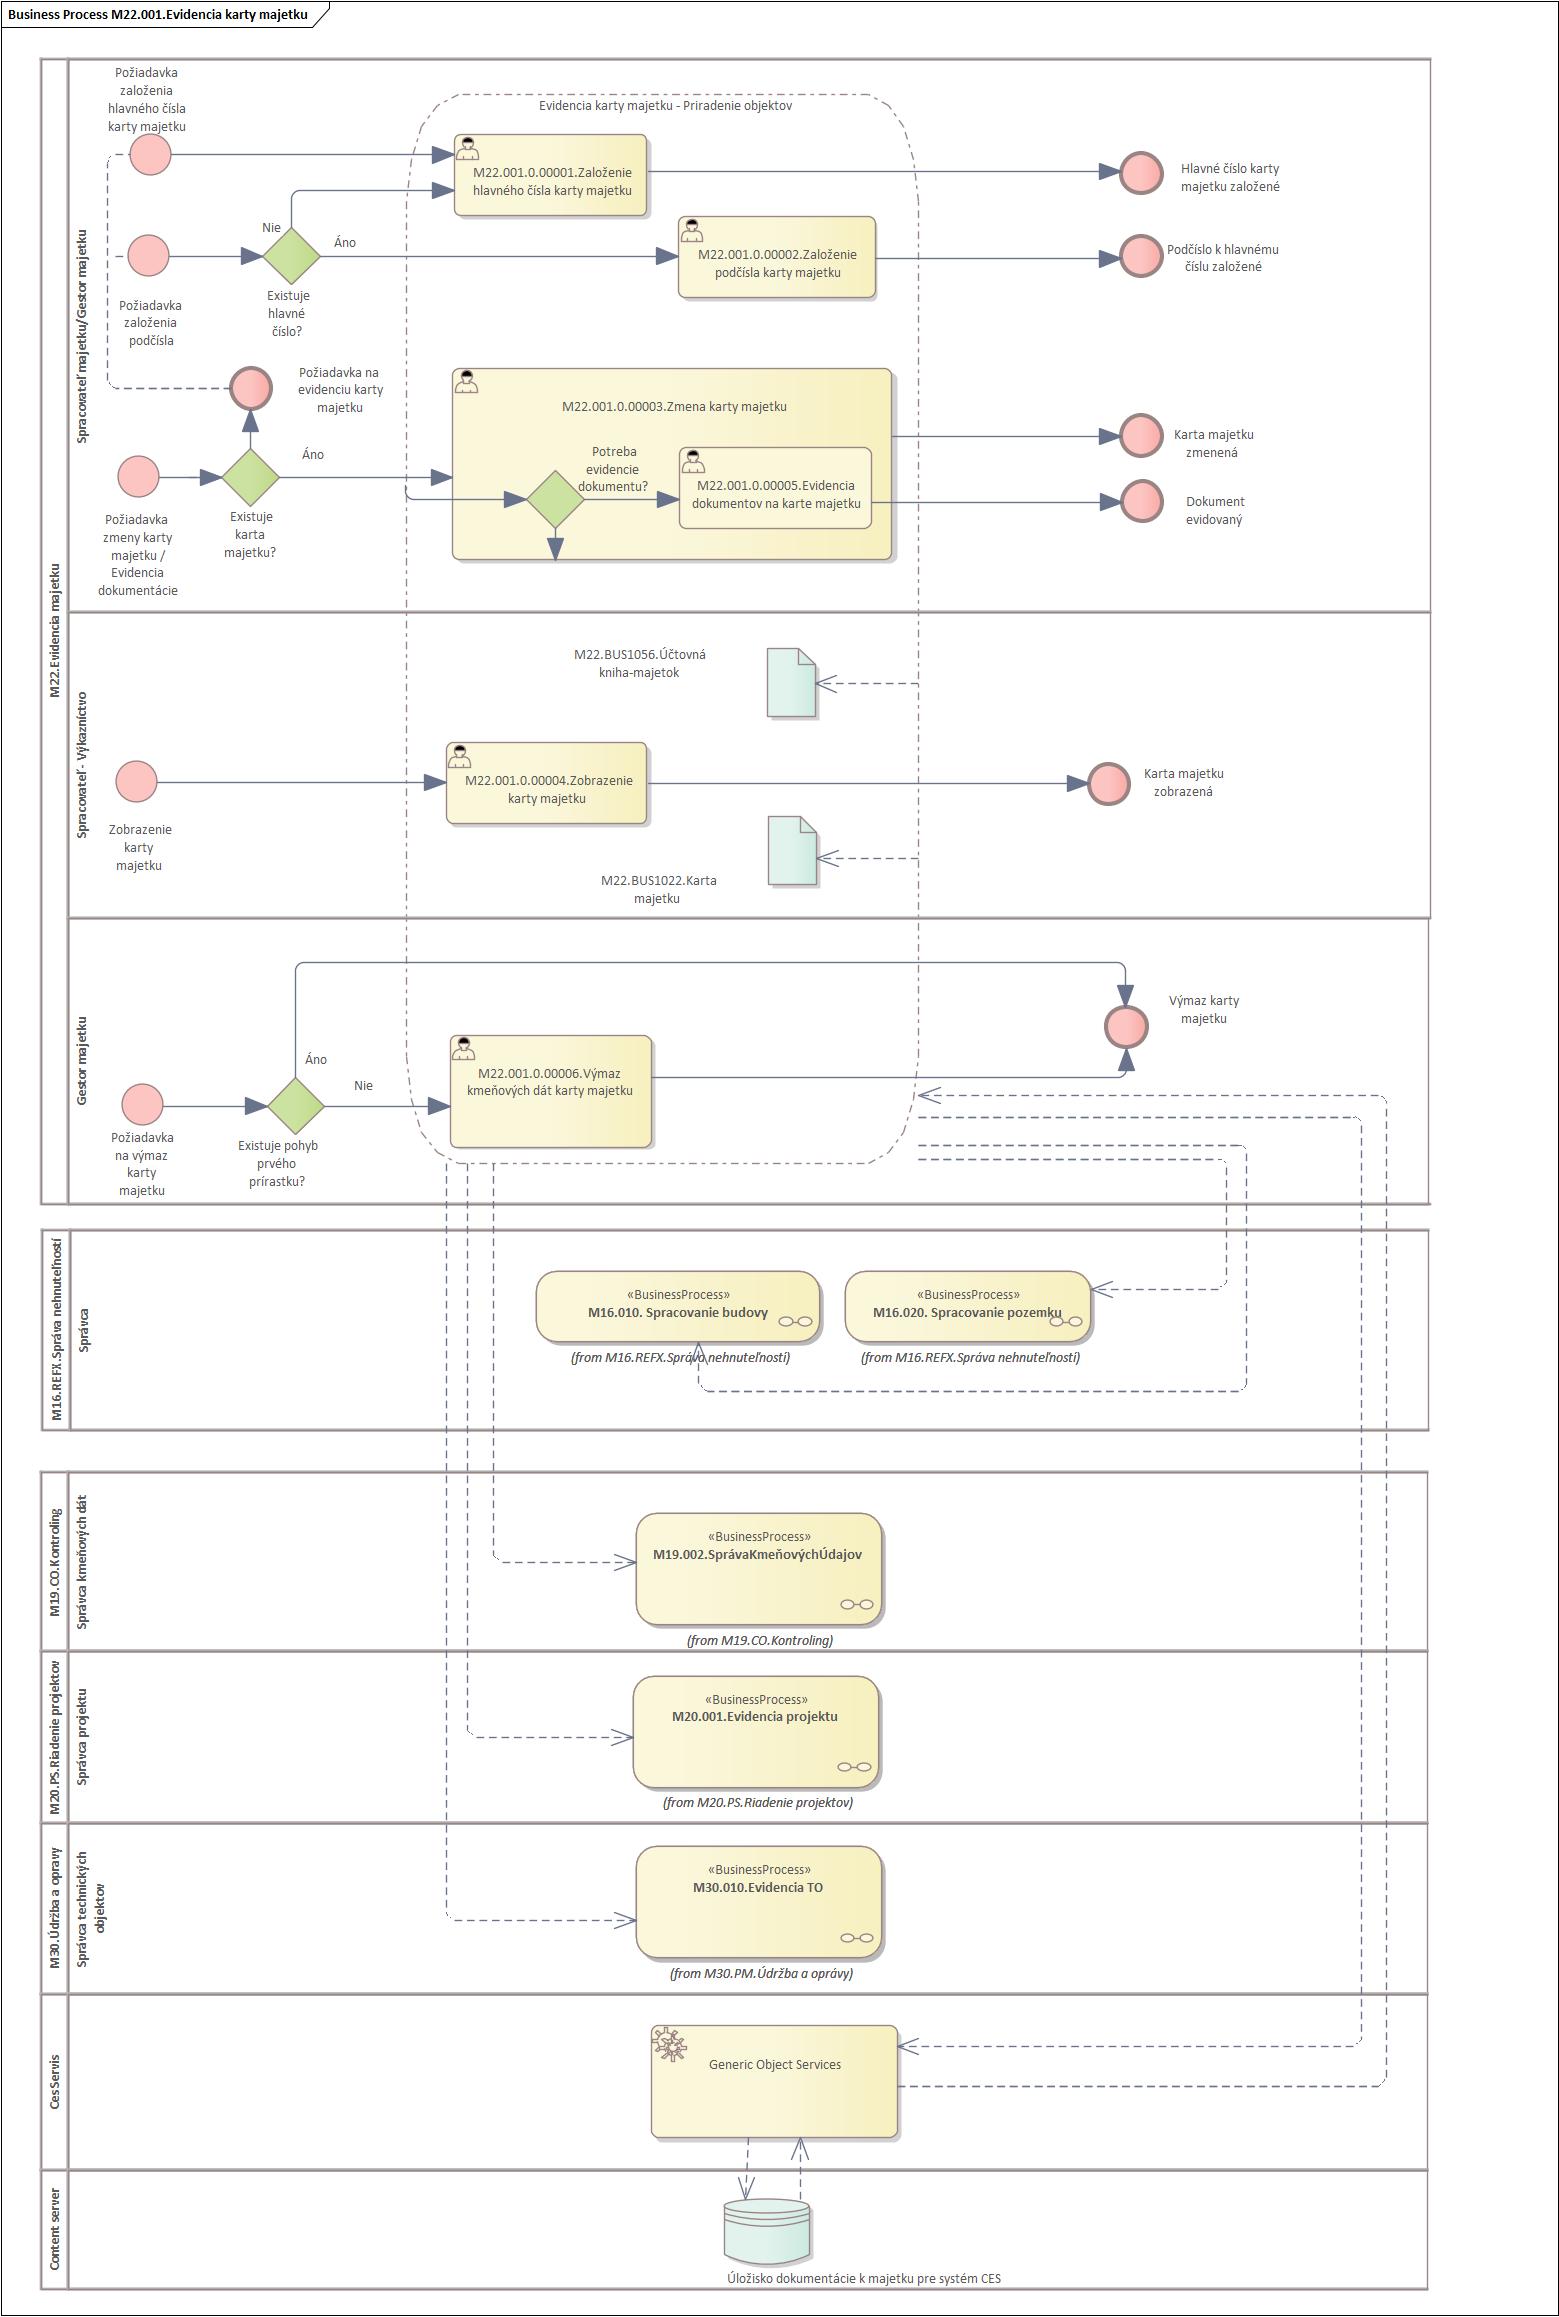 Business Process M22.001.Evidencia karty majetku
M22.Evidencia majetku
Spracovateľ majetku/Gestor majetku
Požiadavka
založenia
hlavného čísla
karty majetku
Evidencia karty majetku - Priradenie objektov
M22.001.0.00001.Založenie
hlavného čísla karty majetku
Hlavné číslo karty
majetku založené
Nie
Áno
M22.001.0.00002.Založenie
podčísla karty majetku
Podčíslo k hlavnému
číslu založené
Požiadavka
založenia
podčísla
Existuje
hlavné
číslo?
Požiadavka na
evidenciu karty
majetku
M22.001.0.00003.Zmena karty majetku
Áno
Potreba
evidencie
dokumentu?
M22.001.0.00005.Evidencia
dokumentov na karte majetku
Karta majetku
zmenená
Dokument
evidovaný
Požiadavka
zmeny karty
majetku /
Evidencia
dokumentácie
Existuje
karta
majetku?
Spracovateľ - Výkazníctvo
M22.BUS1056.Účtovná
kniha-majetok
M22.001.0.00004.Zobrazenie
karty majetku
Karta majetku
zobrazená
Zobrazenie
karty
majetku
M22.BUS1022.Karta
majetku
Gestor majetku
Výmaz karty
majetku
Áno
Nie
M22.001.0.00006.Výmaz
kmeňových dát karty majetku
Požiadavka
na výmaz
karty
majetku
Existuje pohyb
prvého
prírastku?
M16.REFX.Správa nehnuteľností
Správca
«BusinessProcess»
M16.010. Spracovanie budovy
(from M16.REFX.Správa nehnuteľností)
«BusinessProcess»
M16.020. Spracovanie pozemku
(from M16.REFX.Správa nehnuteľností)
M19.CO.Kontroling
Správca kmeňových dát
«BusinessProcess»
M19.002.SprávaKmeňovýchÚdajov
(from M19.CO.Kontroling)
M20.PS.Riadenie projektov
Správca projektu
«BusinessProcess»
M20.001.Evidencia projektu
(from M20.PS.Riadenie projektov)
M30.Údržba a opravy
Správca technických
objektov
«BusinessProcess»
M30.010.Evidencia TO
(from M30.PM.Údržba a oprávy)
CesServis
Generic Object Services
Content server
Úložisko dokumentácie k majetku pre systém CES